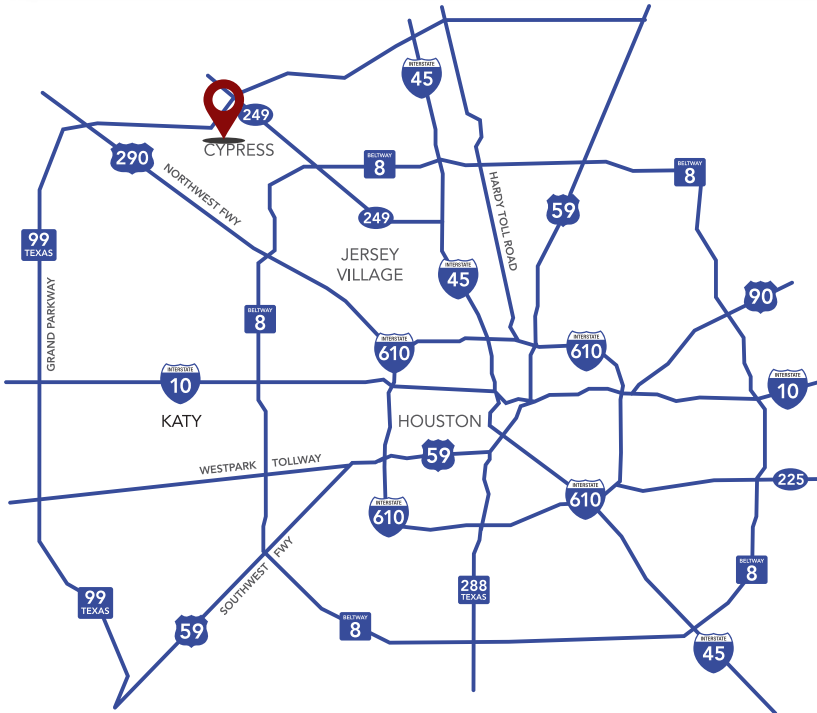 INTERSTATE
45
249
CYPRESS
290
NORTHWEST FWY
BELTWAY
8
BELTWAY
8
HARDY TOLL ROAD
59
249
99
TEXAS
JERSEY
VILLAGE
INTERSTATE
45
90
GRAND PARKWAY
BELTWAY
8
INTERSTATE
610
INTERSTATE
610
INTERSTATE
10
INTERSTATE
10
KATY
HOUSTON
59
WESTPARK TOLLWAY
225
INTERSTATE
610
INTERSTATE
610
SOUTHWEST FWY
BELTWAY
8
288
TEXAS
99
TEXAS
59
BELTWAY
8
INTERSTATE
45